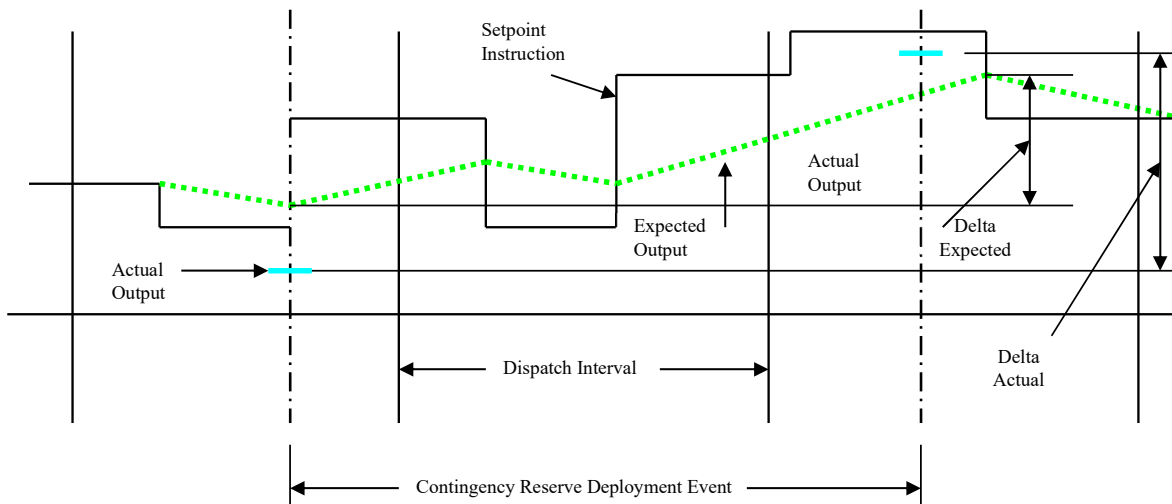 Setpoint
Instruction
Actual
Output
Expected
Output
Delta
Expected
Actual
Output
Dispatch Interval
Delta
Actual
Contingency Reserve Deployment Event